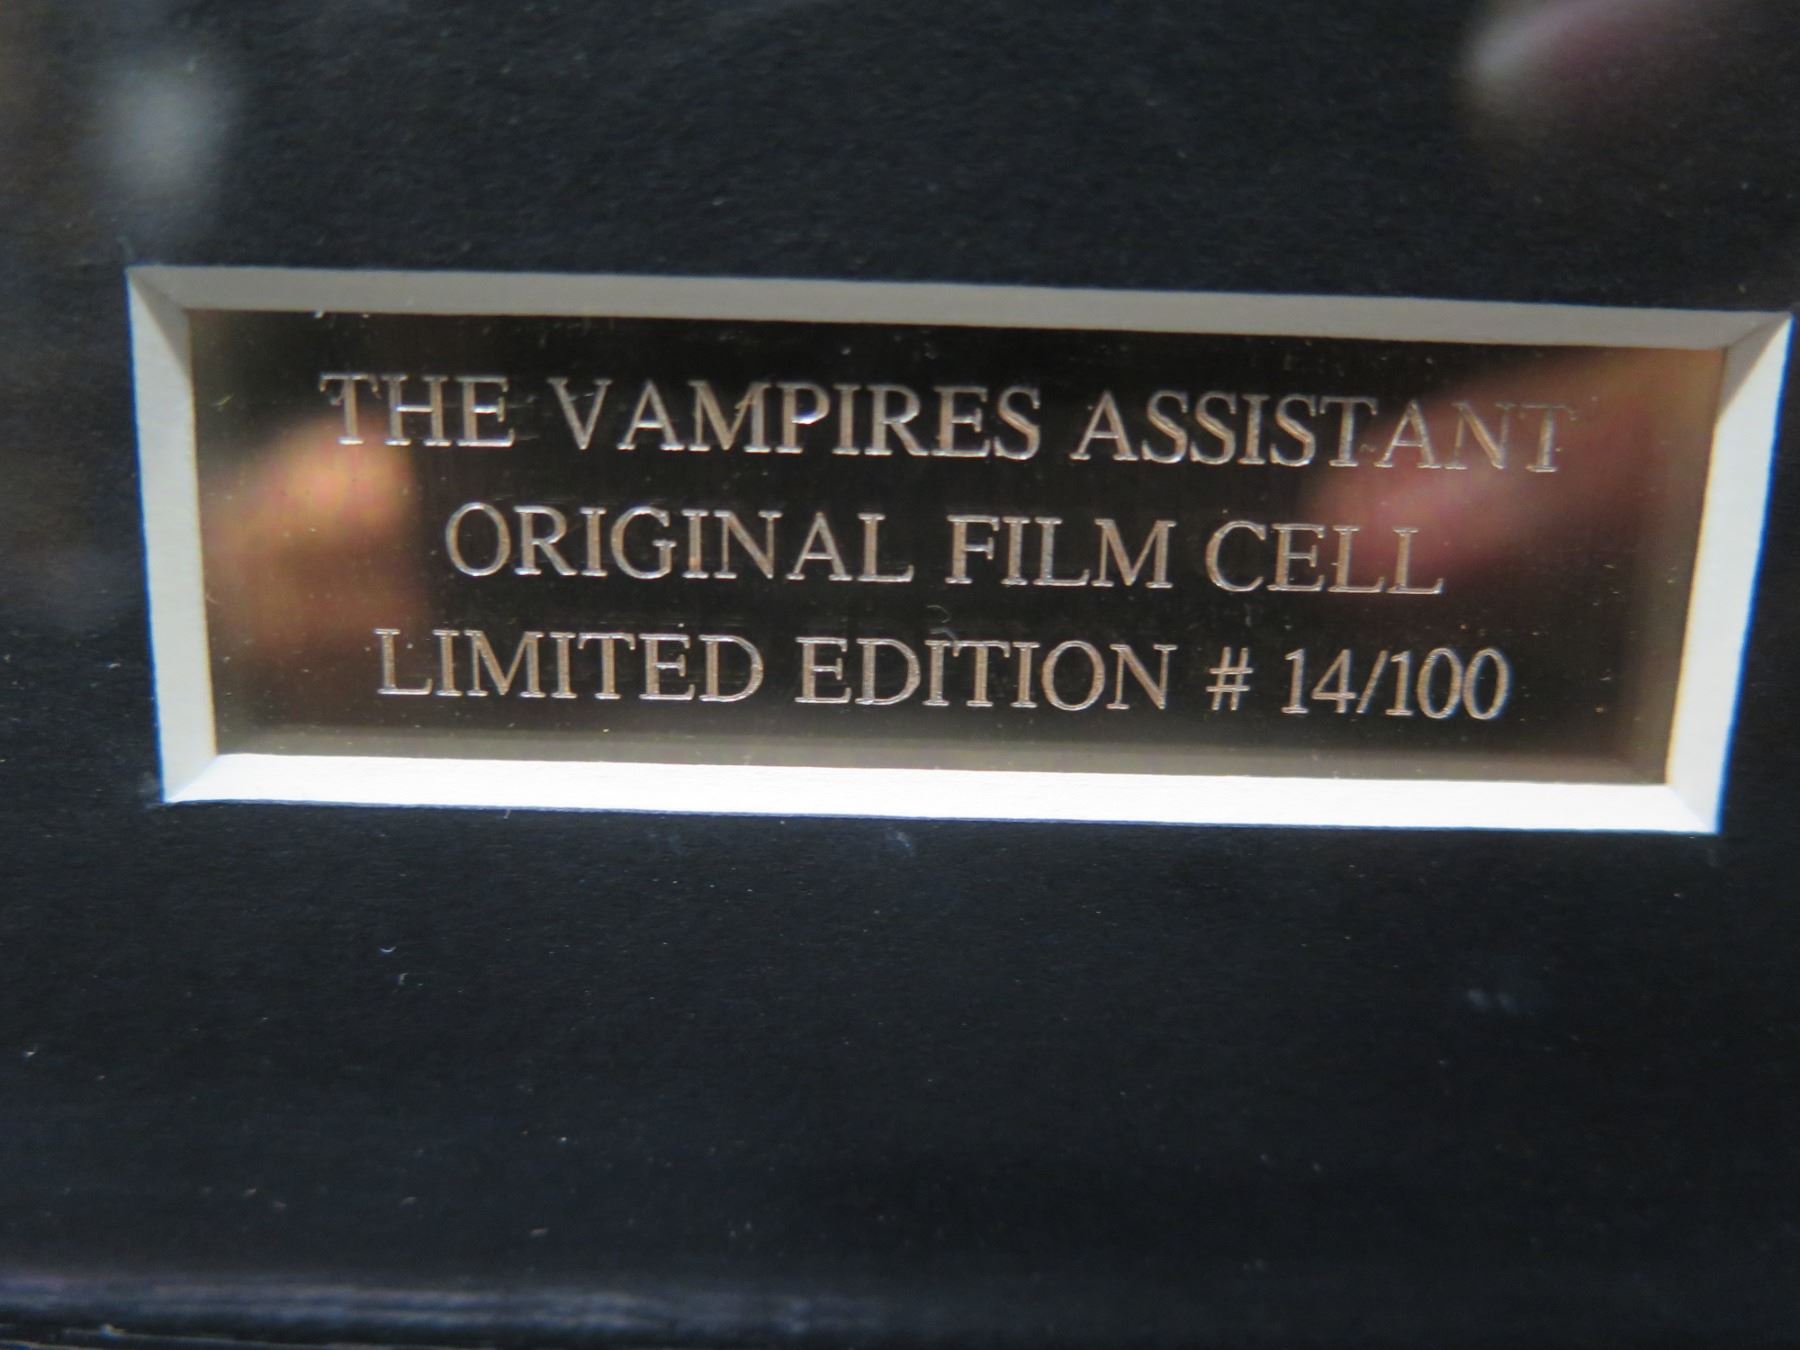 THE VAMPIRES ASSISTANT
ORIGINAL FILM CELL
LIMITED EDITION # 14/100